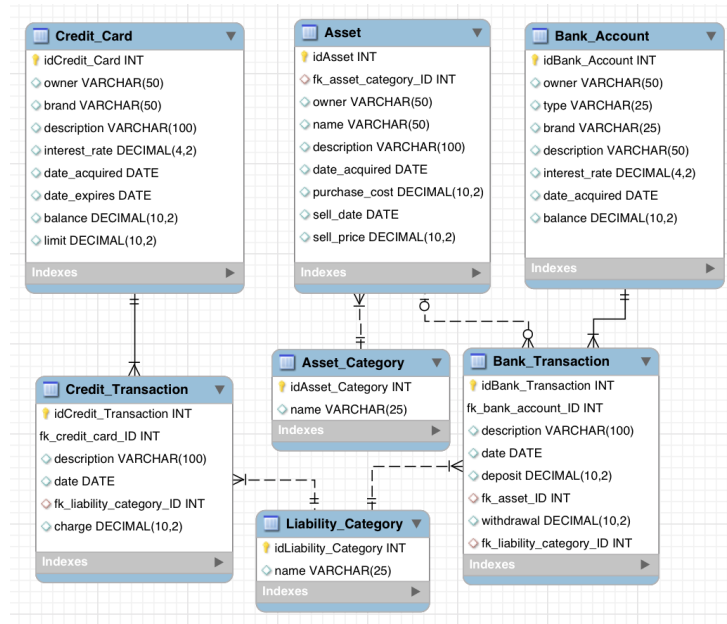 Credit_Card
idCredit_Card INT
owner VARCHAR(50)
brand VARCHAR(50)
description VARCHAR(100)
interest_rate DECIMAL(4,2)
date_acquired DATE
date_expires DATE
balance DECIMAL(10,2)
limit DECIMAL(10,2)
Indexes
Asset
idAsset INT
fk_asset_category_ID INT
owner VARCHAR(50)
name VARCHAR(50)
description VARCHAR(100)
date_acquired DATE
purchase_cost DECIMAL(10,2)
sell_date DATE
sell_price DECIMAL(10,2)
Indexes
Bank_Account
idBank_Account INT
owner VARCHAR(50)
type VARCHAR(25)
brand VARCHAR(25)
description VARCHAR(50)
interest_rate DECIMAL(4,2)
date_acquired DATE
balance DECIMAL(10,2)
Indexes
Credit_Transaction
idCredit_Transaction INT
fk_credit_card_ID INT
description VARCHAR(100)
date DATE
fk_liability_category_ID INT
charge DECIMAL(10,2)
Indexes
Asset_Category
idAsset_Category INT
name VARCHAR(25)
Indexes
Bank_Transaction
idBank_Transaction INT
fk_bank_account_ID INT
description VARCHAR(100)
date DATE
deposit DECIMAL(10,2)
fk_asset_ID INT
withdrawal DECIMAL(10,2)
fk_liability_category_ID INT
Indexes
Liability_Category
idLiability_Category INT
name VARCHAR(25)
Indexes